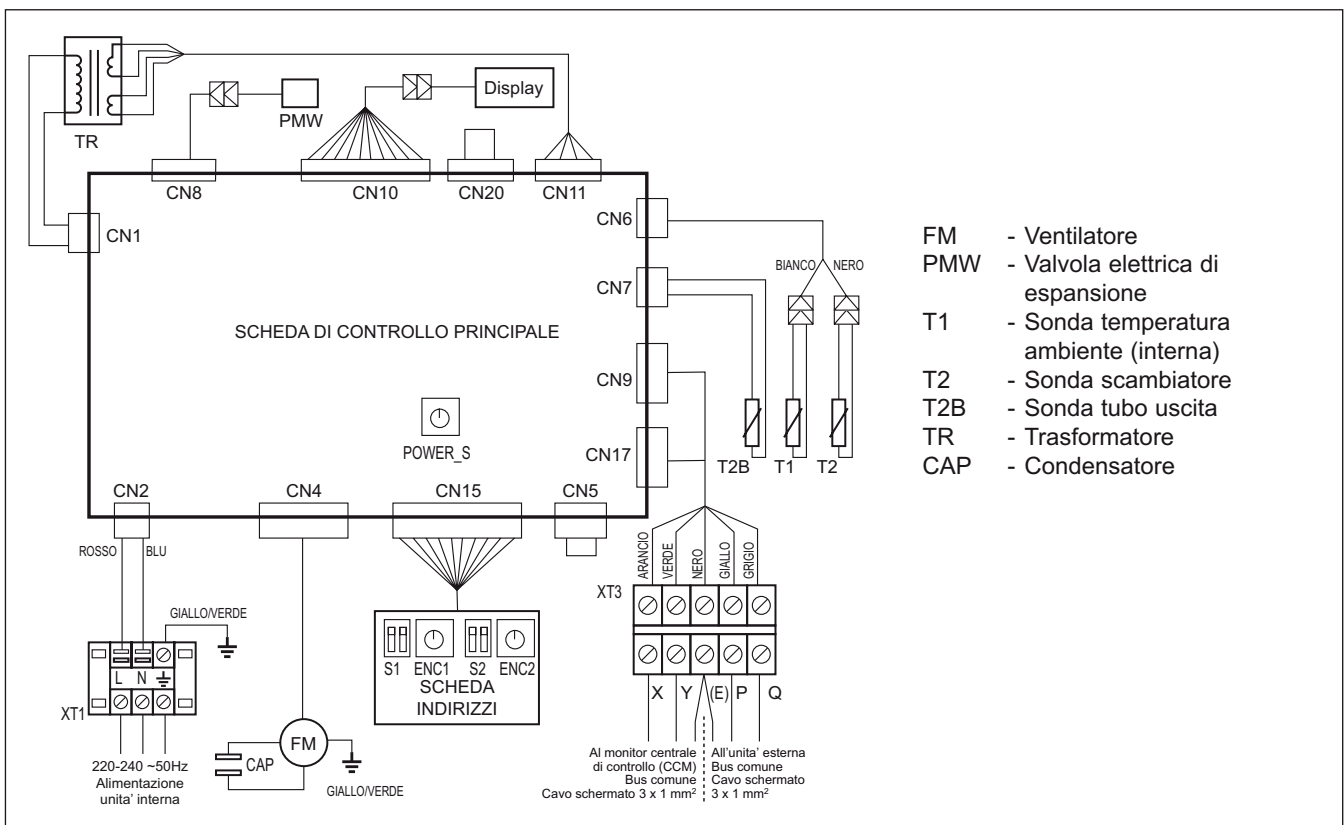 TR
PMW
Display
CN8
CN10
CN20
CN11
CN1
CN6
BIANCO
NERO
CN7
SCHEDA DI CONTROLLO PRINCIPALE
CN9
POWER_S
CN17
T2B
T1
T2
CN2
CN4
CN15
CN5
ROSSO
BLU
GIALLO/VERDE
L N
XT1
220-240 ~50Hz
Alimentazione
unita' interna
CAP
FM
GIALLO/VERDE
S1 ENC1 S2 ENC2
SCHEDA
INDIRIZZI
ARANCIO
VERDE
NERO
GIALLO
GRIGIO
XT3
X Y (E) P Q
Al monitor centrale
di controllo (CCM)
Bus comune
Cavo schermato 3 x 1 mm²
All'unita' esterna
Bus comune
Cavo schermato
3 x 1 mm²
FM - Ventilatore
PMW - Valvola elettrica di
espansione
T1 - Sonda temperatura
ambiente (interna)
T2 - Sonda scambiatore
T2B - Sonda tubo uscita
TR - Trasformatore
CAP - Condensatore